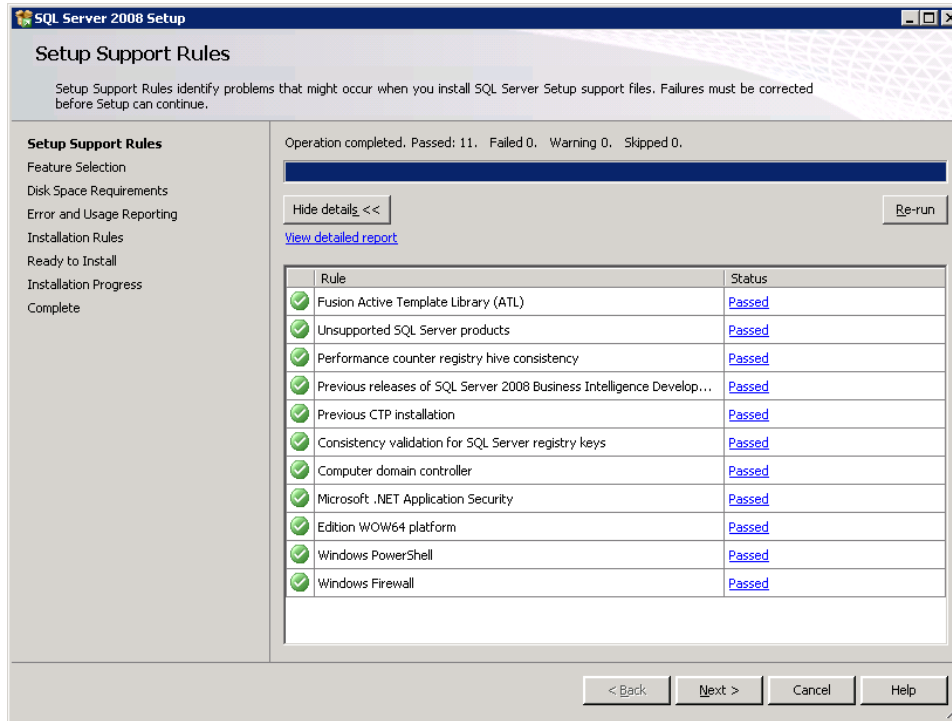 SQL Server 2008 Setup
Setup Support Rules
Setup Support Rules identify problems that might occur when you install SQL Server Setup support files. Failures must be corrected
before Setup can continue.
Setup Support Rules
Feature Selection
Disk Space Requirements
Error and Usage Reporting
Installation Rules
Ready to Install
Installation Progress
Complete
Operation completed. Passed: 11. Failed 0. Warning 0. Skipped 0.
Hide details <<
Re-run
View detailed report
Rule Status
Fusion Active Template Library (ATL) Passed
Unsupported SQL Server products Passed
Performance counter registry hive consistency Passed
Previous releases of SQL Server 2008 Business Intelligence Develop... Passed
Previous CTP installation Passed
Consistency validation for SQL Server registry keys Passed
Computer domain controller Passed
Microsoft .NET Application Security Passed
Edition WOW64 platform Passed
Windows PowerShell Passed
Windows Firewall Passed
< Back Next > Cancel Help